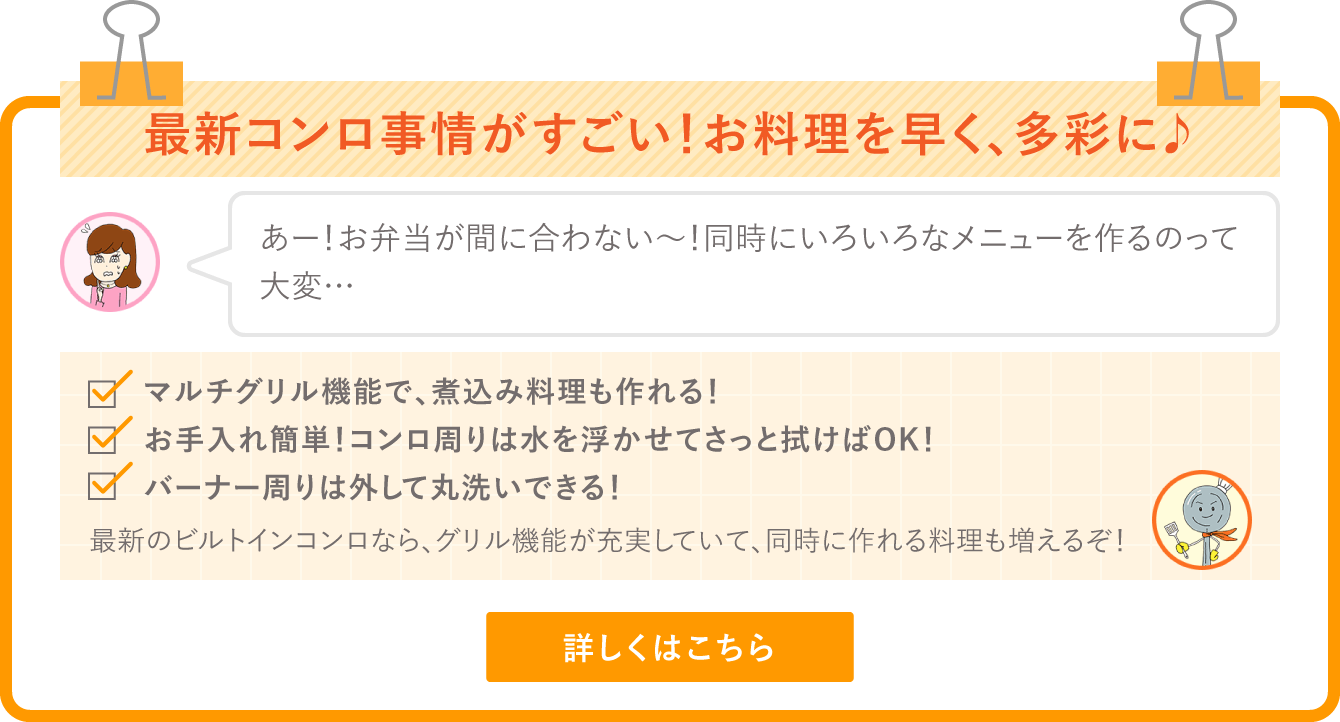 最新コンロ事情がすごい！お料理を早く、多彩に♪
あー！お弁当が間に合わない〜！同時にいろいろなメニューを作るのって
大変…
マルチグリル機能で、煮込み料理も作れる！
お手入れ簡単！コンロ周りは水を浮かせてさっと拭けばOK！
バーナー周りは外して丸洗いできる！
最新のビルトインコンロなら、グリル機能が充実していて、同時に作れる料理も増えるぞ！
詳しくはこちら